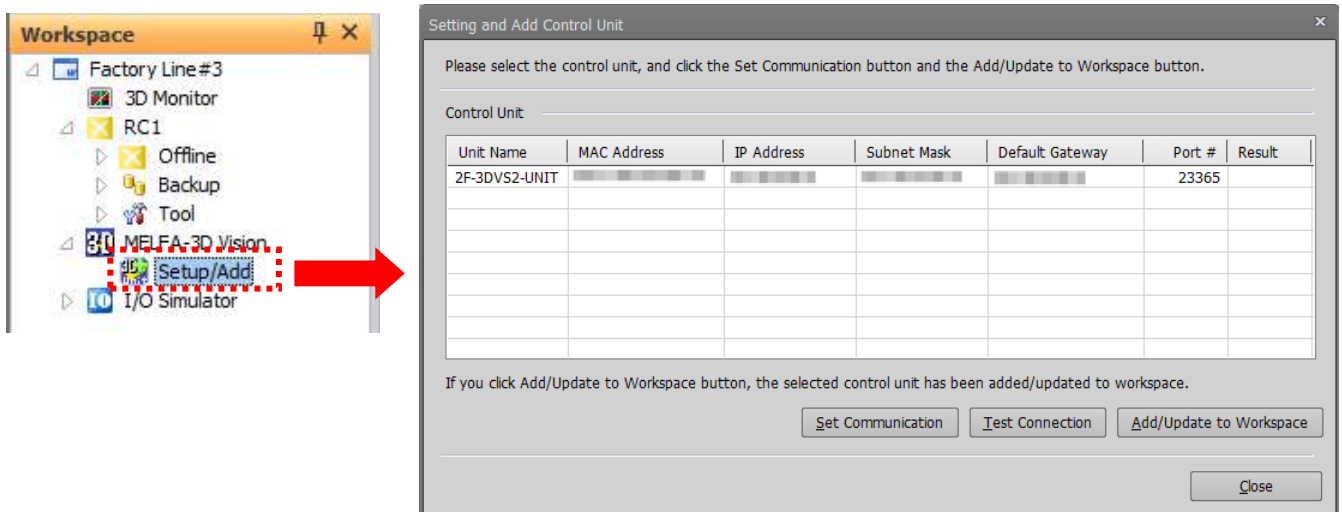 Workspace
Factory Line#3
3D Monitor
RC1
Offline
Backup
Tool
MELFA-3D Vision
Setup/Add
I/O Simulator
Setting and Add Control Unit
Please select the control unit, and click the Set Communication button and the Add/Update to Workspace button.
Control Unit
Unit Name MAC Address IP Address Subnet Mask Default Gateway Port # Result
2F-3DVS2-UNIT 23365
If you click Add/Update to Workspace button, the selected control unit has been added/updated to workspace.
Set Communication Test Connection Add/Update to Workspace
Close